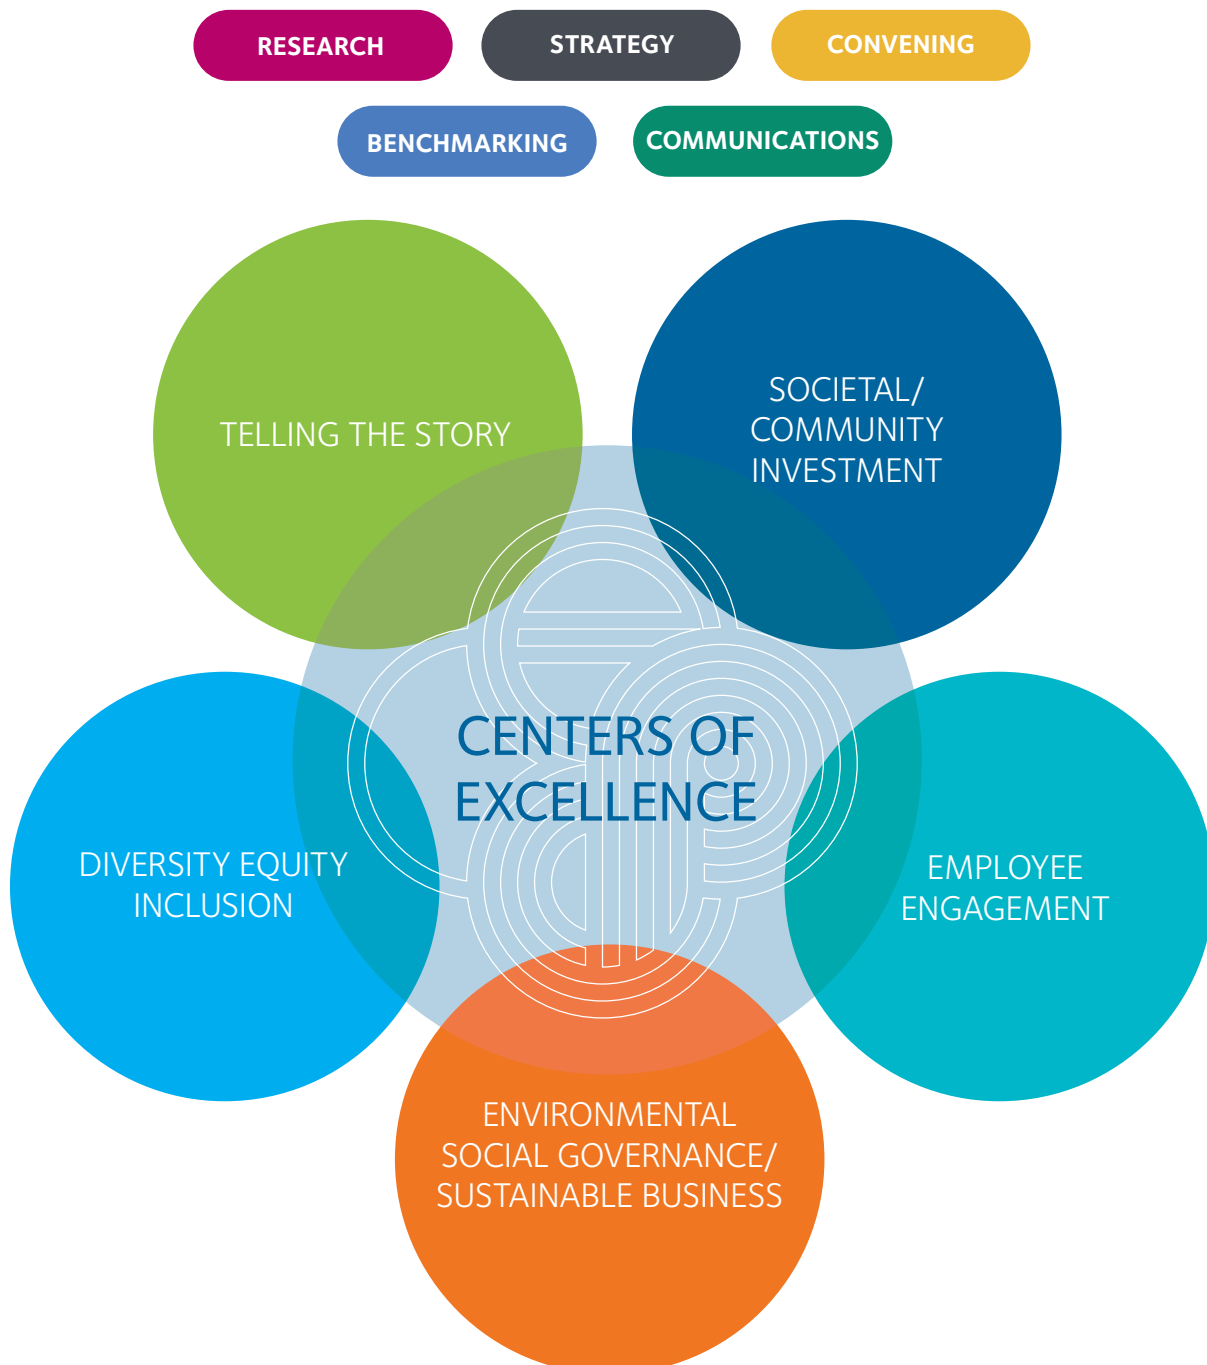 RESEARCH
STRATEGY
CONVENING
BENCHMARKING
COMMUNICATIONS
TELLING THE STORY
SOCIETAL/
COMMUNITY
INVESTMENT
CENTERS OF
EXCELLENCE
DIVERSITY EQUITY
INCLUSION
EMPLOYEE
ENGAGEMENT
ENVIRONMENTAL
SOCIAL GOVERNANCE/
SUSTAINABLE BUSINESS